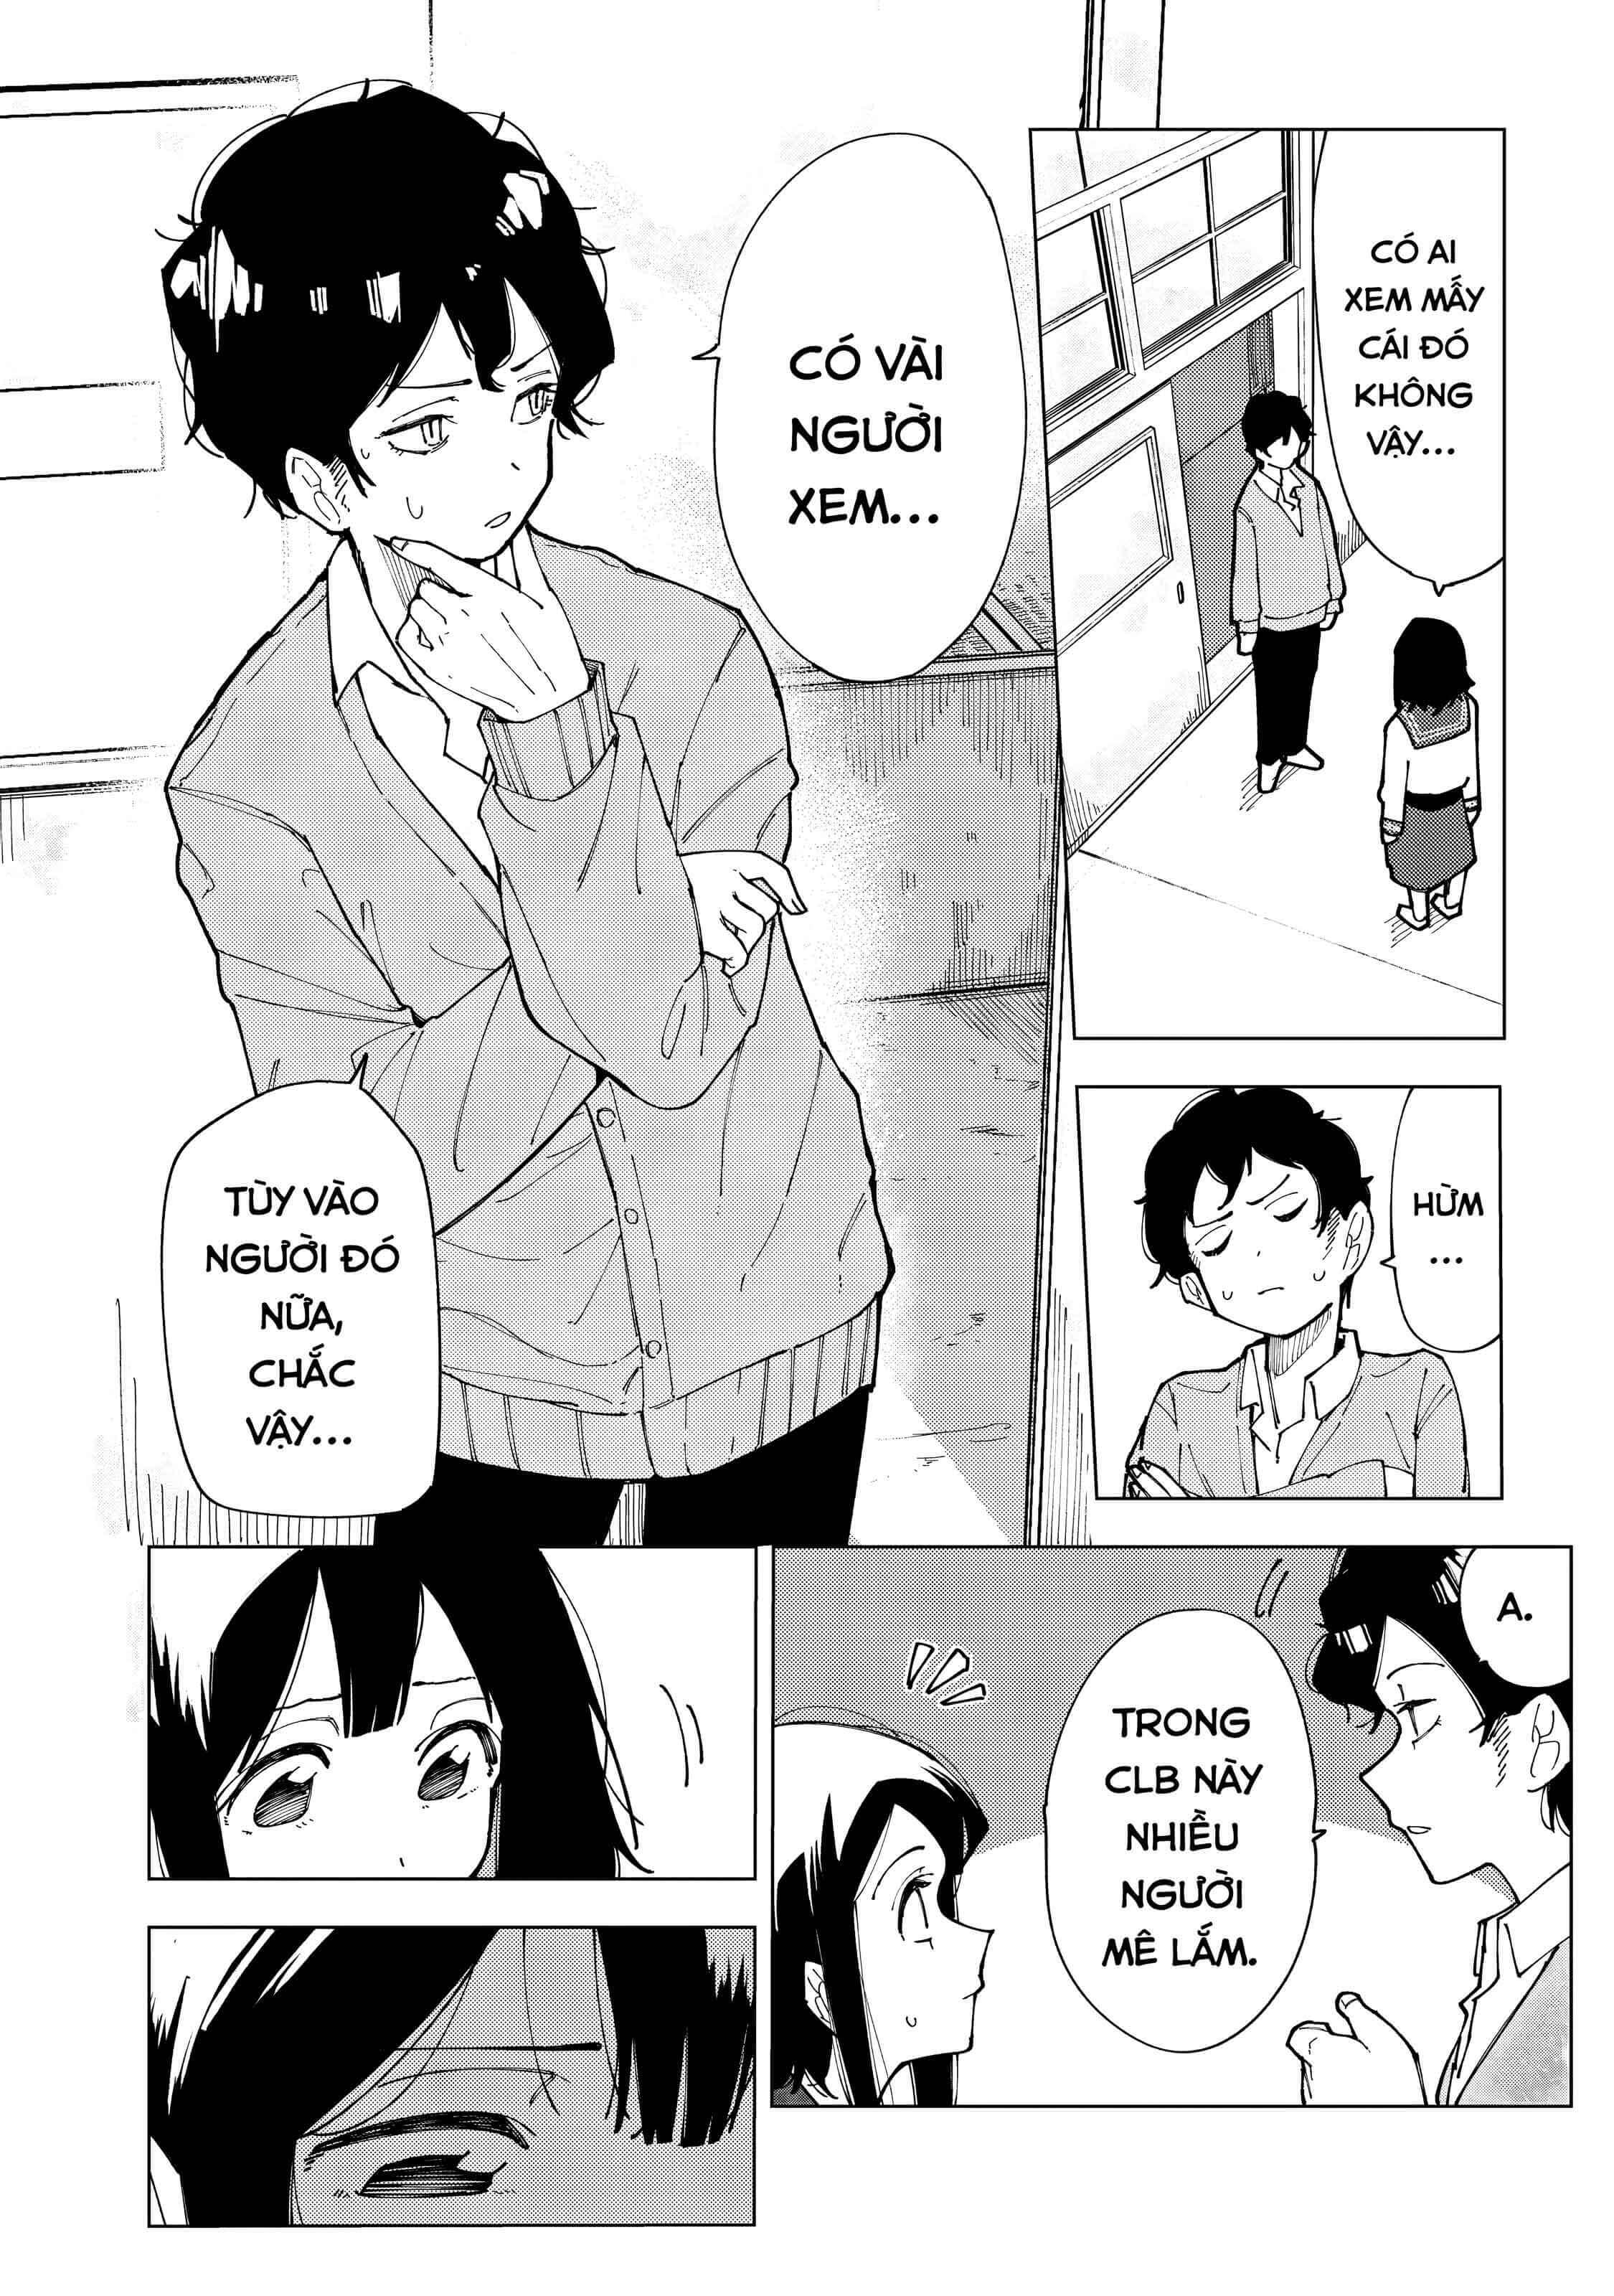 CÓ AI
XEM MẤY
CÁI ĐÓ
KHÔNG
VẬY...
HỪM
...
CÓ VÀI
NGƯỜI
XEM...
TÙY VÀO
NGƯỜI ĐÓ
NỮA,
CHẮC
VẬY...
A.
TRONG
CLB NÀY
NHIỀU
NGƯỜI
MÊ LẮM.